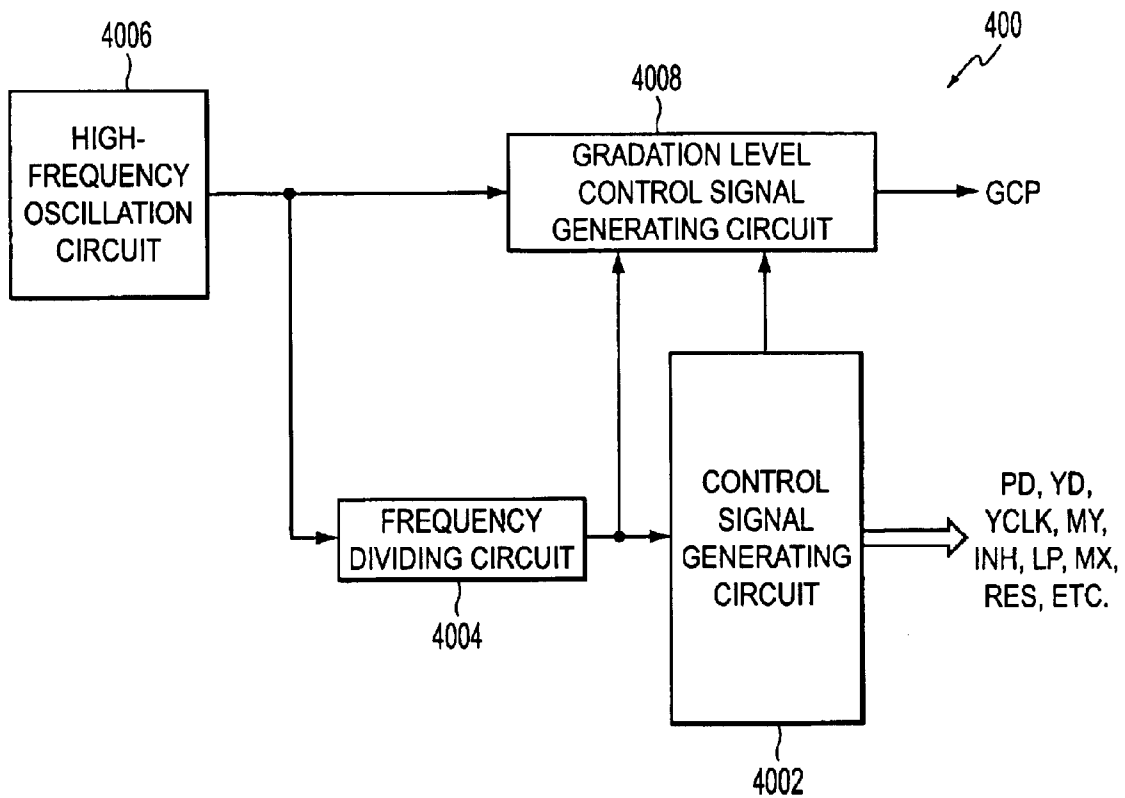 4006
400
4008
HIGH-
FREQUENCY
OSCILLATION
CIRCUIT
GRADATION LEVEL
CONTROL SIGNAL
GENERATING CIRCUIT
GCP
FREQUENCY
DIVIDING CIRCUIT
4004
CONTROL
SIGNAL
GENERATING
CIRCUIT
PD, YD,
YCLK, MY,
INH, LP, MX,
RES, ETC.
4002